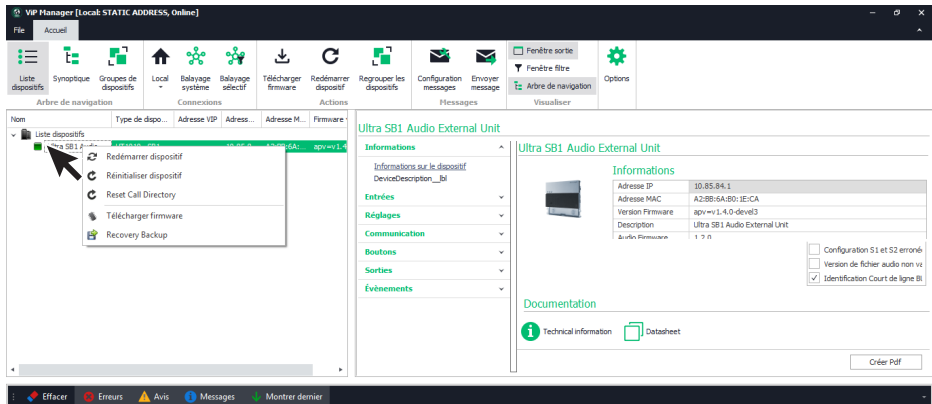 ViP Manager [Local: STATIC ADDRESS, Online]
File Accueil
Liste dispositifs
Synoptique
Groupes de dispositifs
Local
Balayage système
Balayage sélectif
Télécharger firmware
Redémarrer dispositif
Regrouper les dispositifs
Configuration messages
Envoyer message
Fenêtre sortie
Fenêtre filtre
Arbre de navigation
Options
Arbre de navigation Connexions Actions Messages Visualiser
Nom Type de dispo... Adresse VIP Adress... Adresse M... Firmware
Liste dispositifs
Ultra SB1 Audio
apv=v1.4
Redémarrer dispositif
Réinitialiser dispositif
Reset Call Directory
Télécharger firmware
Recovery Backup
Ultra SB1 Audio External Unit
Informations
Informations sur le dispositif
DeviceDescription__lbl
Entrées
Réglages
Communication
Boutons
Sorties
Évènements
Ultra SB1 Audio External Unit
Informations
Adresse IP 10.85.84.1
Adresse MAC A2:BB:6A:B0:1E:CA
Version Firmware apv=v1.4.0-devel3
Description Ultra SB1 Audio External Unit
Audio Firmware 1.2.0
Configuration S1 et S2 erroné
Version de fichier audio non va
Identification Court de ligne Bl
Documentation
Technical information Datasheet
Créer Pdf
Effacer Erreurs Avis Messages Montrer dernier